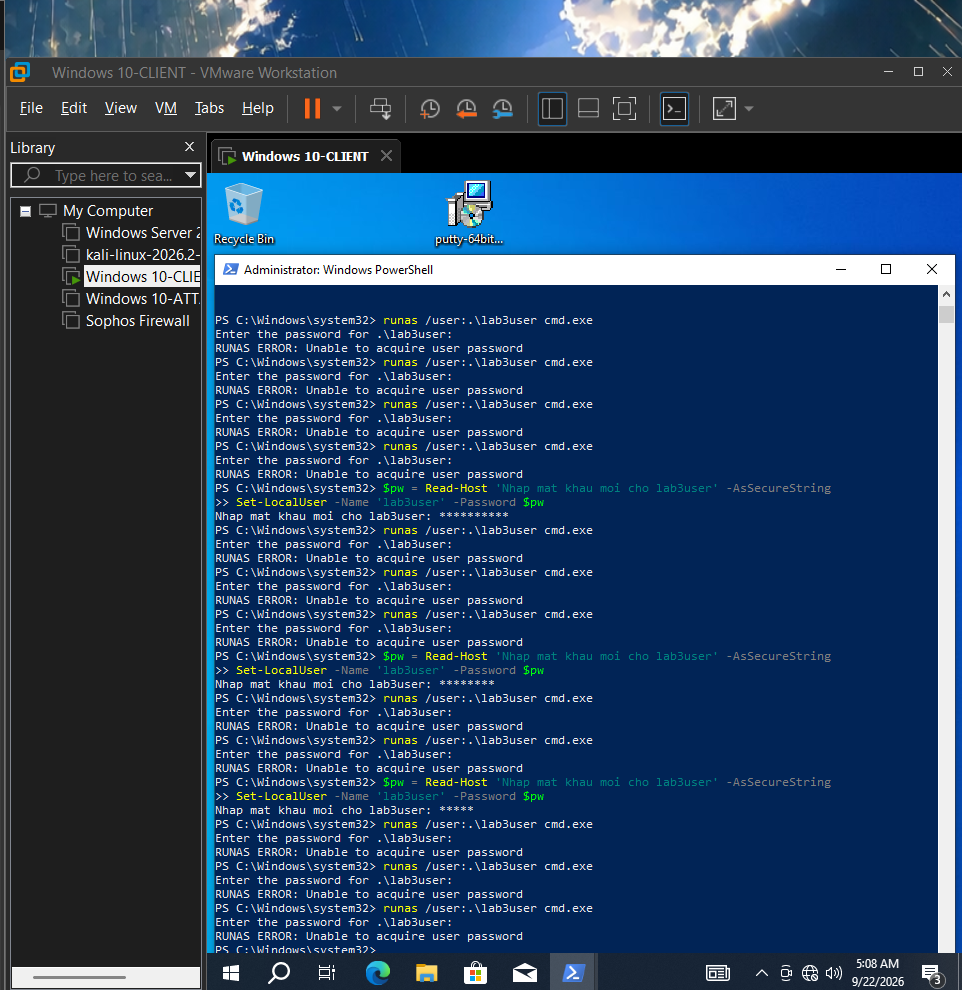 Windows 10-CLIENT - VMware Workstation
File Edit View VM Tabs Help
Library
Windows 10-CLIENT
Type here to sea...
My Computer
Windows Server 2
kali-linux-2026.2-
Windows 10-CLIE
Windows 10-ATT
Sophos Firewall
Recycle Bin
putty-64bit...
Administrator: Windows PowerShell
PS C:\Windows\system32> runas /user:.\lab3user cmd.exe
Enter the password for .\lab3user:
RUNAS ERROR: Unable to acquire user password
PS C:\Windows\system32> runas /user:.\lab3user cmd.exe
Enter the password for .\lab3user:
RUNAS ERROR: Unable to acquire user password
PS C:\Windows\system32> runas /user:.\lab3user cmd.exe
Enter the password for .\lab3user:
RUNAS ERROR: Unable to acquire user password
PS C:\Windows\system32> runas /user:.\lab3user cmd.exe
Enter the password for .\lab3user:
RUNAS ERROR: Unable to acquire user password
PS C:\Windows\system32> $pw = Read-Host 'Nhap mat khau moi cho lab3user' -AsSecureString
>> Set-LocalUser -Name 'lab3user' -Password $pw
Nhap mat khau moi cho lab3user: **********
PS C:\Windows\system32> runas /user:.\lab3user cmd.exe
Enter the password for .\lab3user:
RUNAS ERROR: Unable to acquire user password
PS C:\Windows\system32> runas /user:.\lab3user cmd.exe
Enter the password for .\lab3user:
RUNAS ERROR: Unable to acquire user password
PS C:\Windows\system32> runas /user:.\lab3user cmd.exe
Enter the password for .\lab3user:
RUNAS ERROR: Unable to acquire user password
PS C:\Windows\system32> $pw = Read-Host 'Nhap mat khau moi cho lab3user' -AsSecureString
>> Set-LocalUser -Name 'lab3user' -Password $pw
Nhap mat khau moi cho lab3user: ********
PS C:\Windows\system32> runas /user:.\lab3user cmd.exe
Enter the password for .\lab3user:
RUNAS ERROR: Unable to acquire user password
PS C:\Windows\system32> runas /user:.\lab3user cmd.exe
Enter the password for .\lab3user:
RUNAS ERROR: Unable to acquire user password
PS C:\Windows\system32> $pw = Read-Host 'Nhap mat khau moi cho lab3user' -AsSecureString
>> Set-LocalUser -Name 'lab3user' -Password $pw
Nhap mat khau moi cho lab3user: *****
PS C:\Windows\system32> runas /user:.\lab3user cmd.exe
Enter the password for .\lab3user:
RUNAS ERROR: Unable to acquire user password
PS C:\Windows\system32> runas /user:.\lab3user cmd.exe
Enter the password for .\lab3user:
RUNAS ERROR: Unable to acquire user password
PS C:\Windows\system32> runas /user:.\lab3user cmd.exe
Enter the password for .\lab3user:
RUNAS ERROR: Unable to acquire user password
PS C:\Windows\system32>
5:08 AM
9/22/2026
3